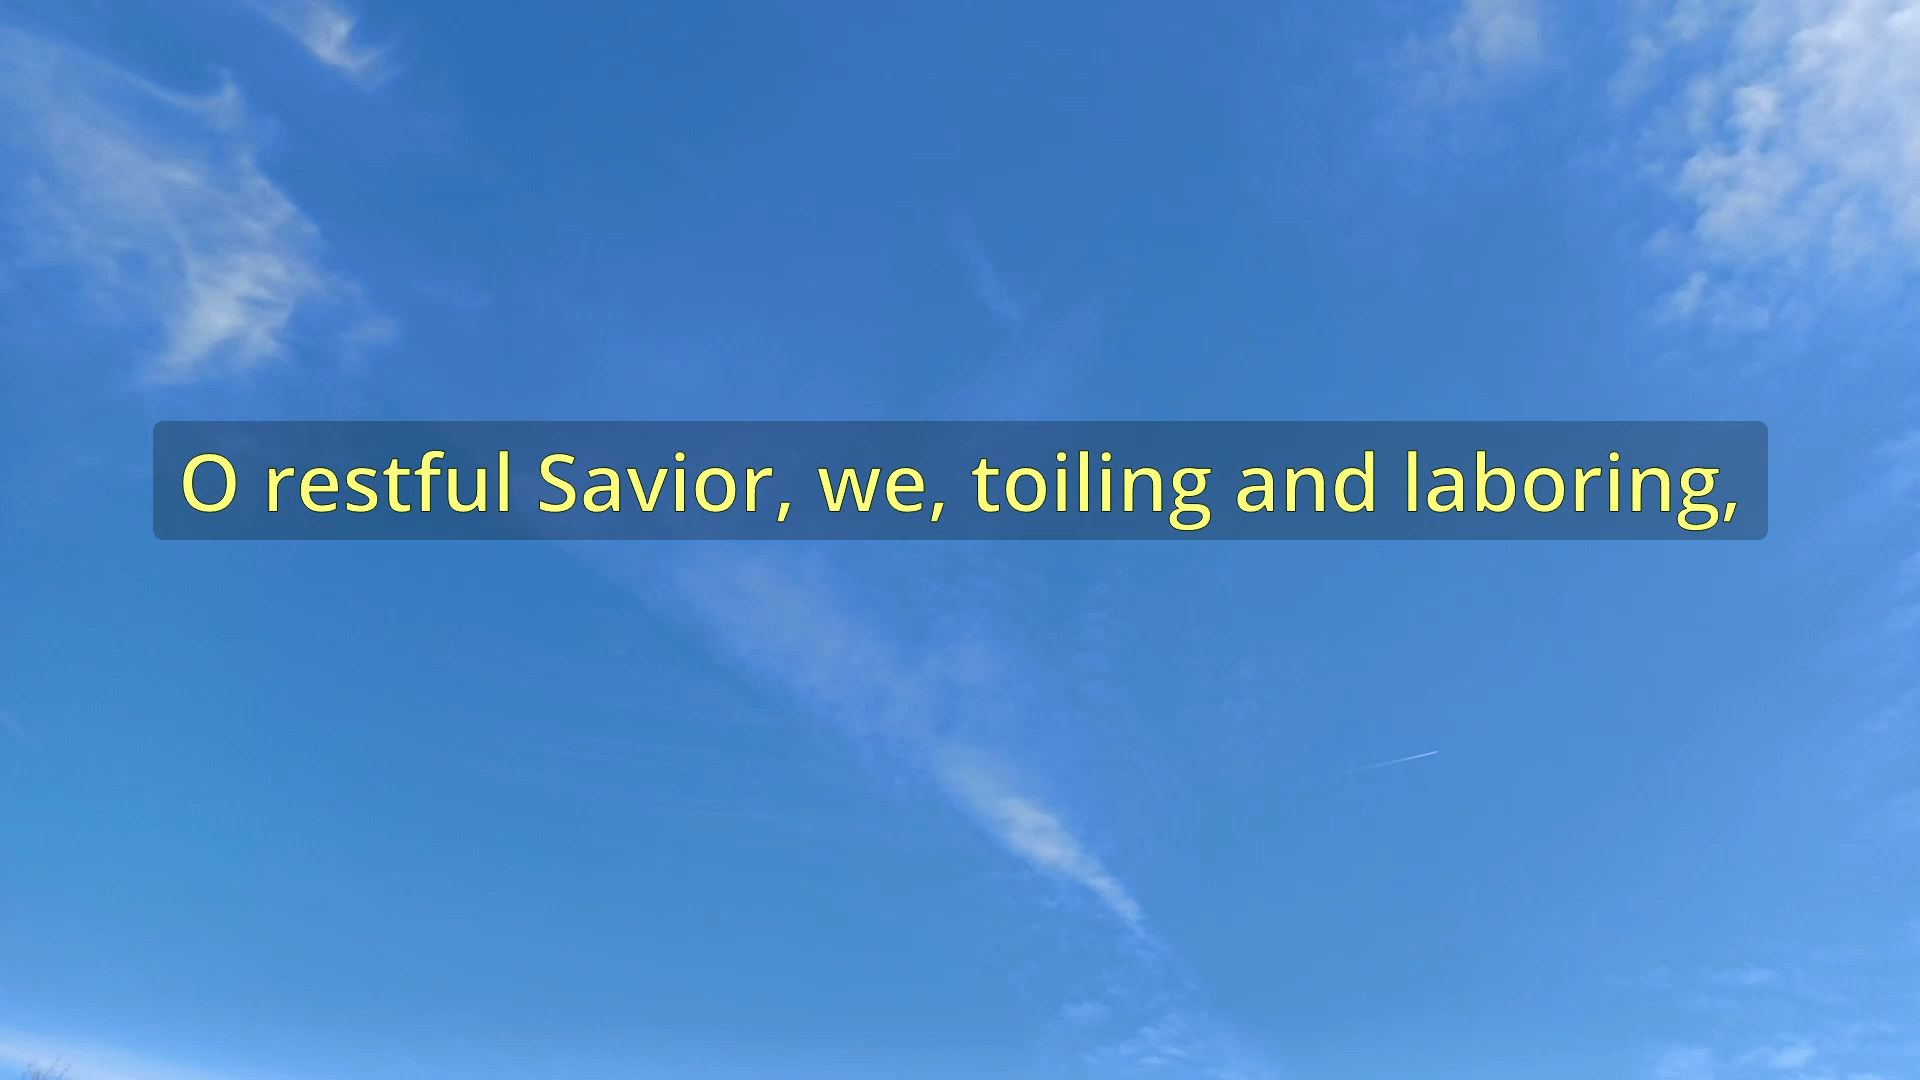 O restful Savior, we, toiling and laboring,